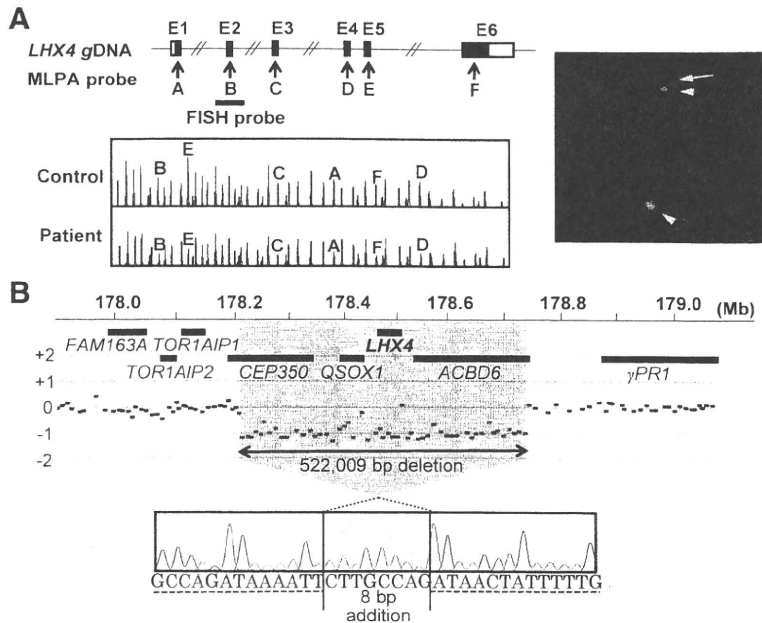 A
E1 E2 E3 E4 E5 E6
LHX4 gDNA
MLPA probe
A B C D E F
FISH probe
Control
B E C A F D
Patient
B E C A F D
B
178.0 178.2 178.4 178.6 178.8 179.0 (Mb)
FAM163A TOR1AIP1 LHX4
TOR1AIP2 CEP350 QSOX1 ACBD6 γPR1
+2
+1
0
-1
-2
522,009 bp deletion
GCCAGATAAAATTCTTGCCAGATAACTATTTTTG
8 bp
addition